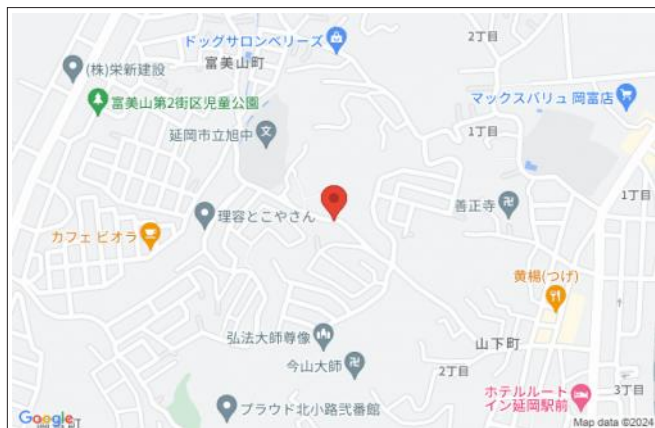 ドッグサロンベリーズ
2丁目
(株)栄新建設
富美山町
マックスバリュ 岡富店
富美山第2街区児童公園
延岡市立旭中
1丁目
1丁目
理容とこやさん
善正寺
カフェ ビオラ
黄楊(つげ)
弘法大師尊像
山下町
今山大師
2丁目
ホテルルート
イン延岡駅前
3丁目
プラウド北小路弐番館
Google
Map data ©2024